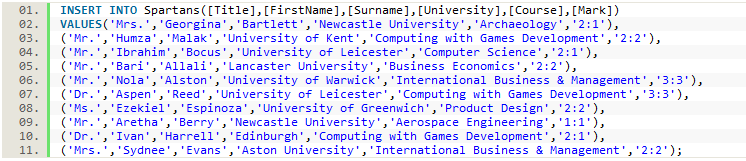 01. INSERT INTO Spartans([Title],[FirstName],[Surname],[University],[Course],[Mark])
02. VALUES('Mrs.','Georgina','Bartlett','Newcastle University','Archaeology','2:1'),
03. ('Mr.','Humza','Malak','University of Kent','Computing with Games Development','2:2'),
04. ('Mr.','Ibrahim','Bocus','University of Leicester','Computer Science','2:1'),
05. ('Mr.','Bari','Allali','Lancaster University','Business Economics','2:2'),
06. ('Mr.','Nola','Alston','University of Warwick','International Business & Management','3:3'),
07. ('Dr.','Aspen','Reed','University of Leicester','Computing with Games Development','3:3'),
08. ('Ms.','Ezekiel','Espinoza','University of Greenwich','Product Design','2:2'),
09. ('Mr.','Aretha','Berry','Newcastle University','Aerospace Engineering','1:1'),
10. ('Dr.','Ivan','Harrell','Edinburgh','Computing with Games Development','2:1'),
11. ('Mrs.','Sydnee','Evans','Aston University','International Business & Management','2:2');